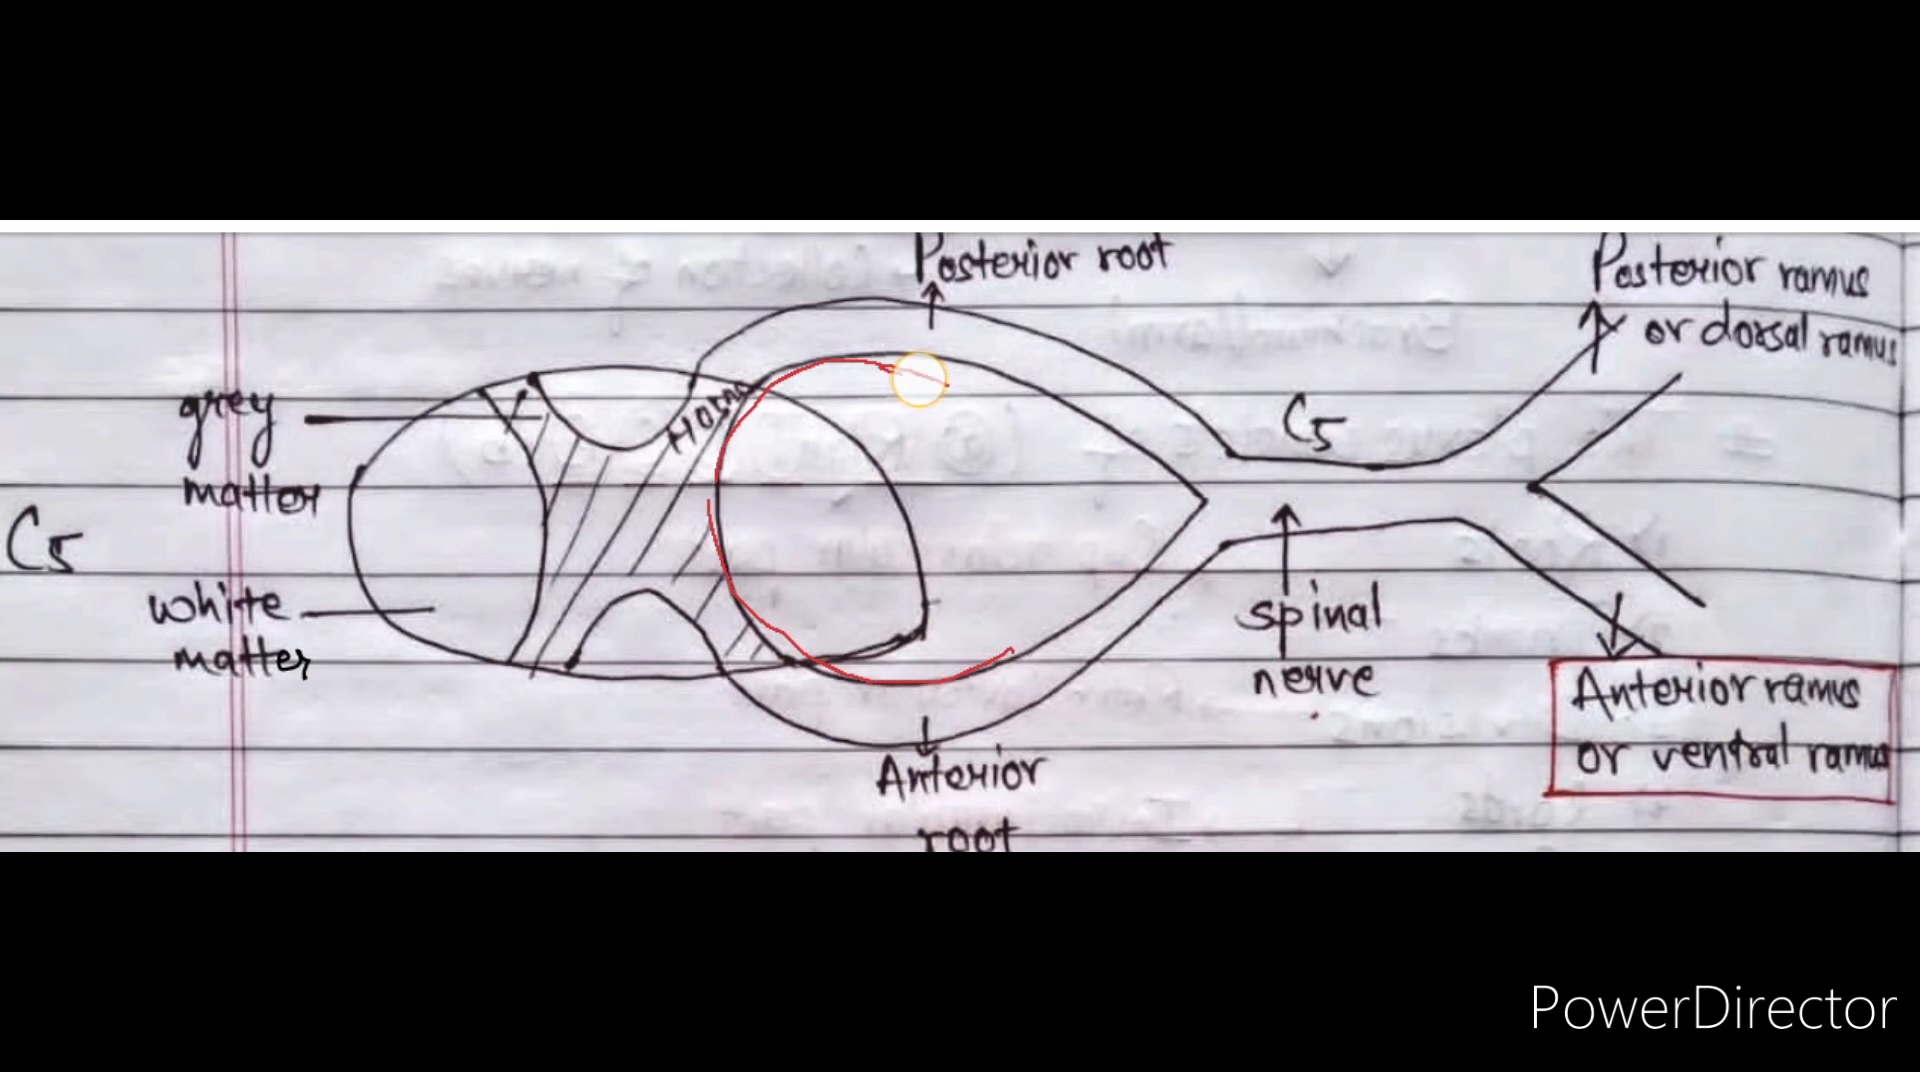 Posterior root
Posterior ramus
or dorsal ramus
grey
matter
Horn
C5
C5
white
matter
spinal
nerve
Anterior ramus
or ventral ramus
Anterior
root
PowerDirector